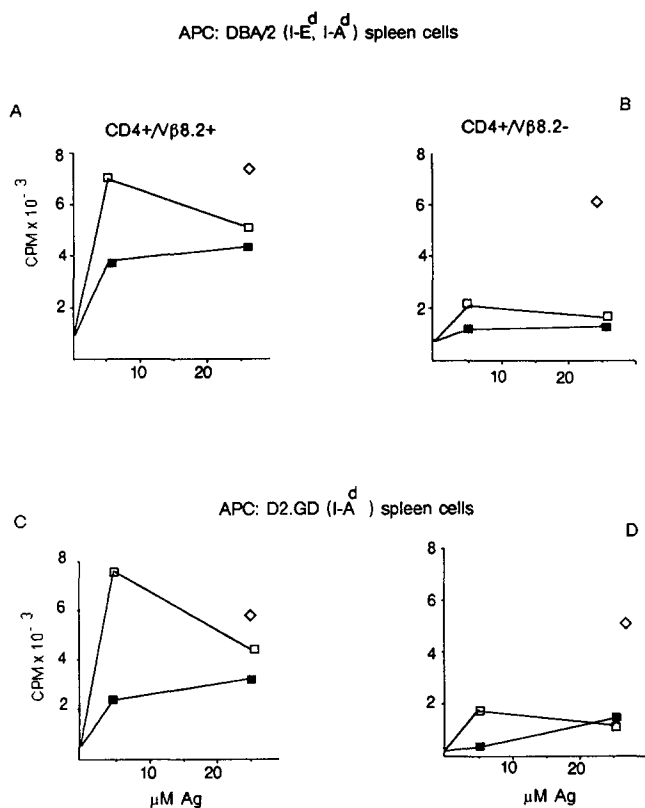 APC: DBA/2 (I-E^d, I-A^d) spleen cells
A
CD4+/Vβ8.2+
B
CD4+/Vβ8.2-
CPM x 10^-3
8
6
4
2
10
20
8
6
4
2
10
20
APC: D2.GD (I-A^d) spleen cells
C
D
CPM x 10^-3
8
6
4
2
10
20
µM Ag
8
6
4
2
10
20
µM Ag